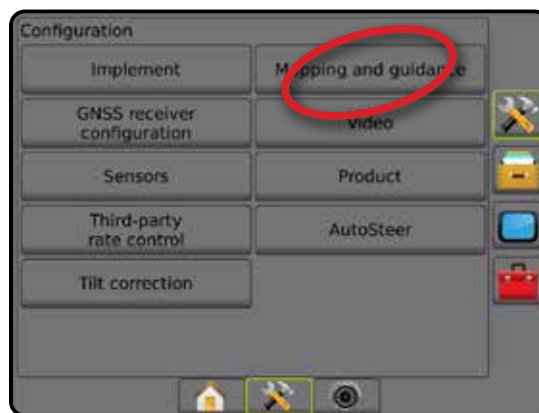 Configuration
Implement
Mapping and guidance
GNSS receiver
configuration
Video
Sensors
Product
Third-party
rate control
AutoSteer
Tilt correction